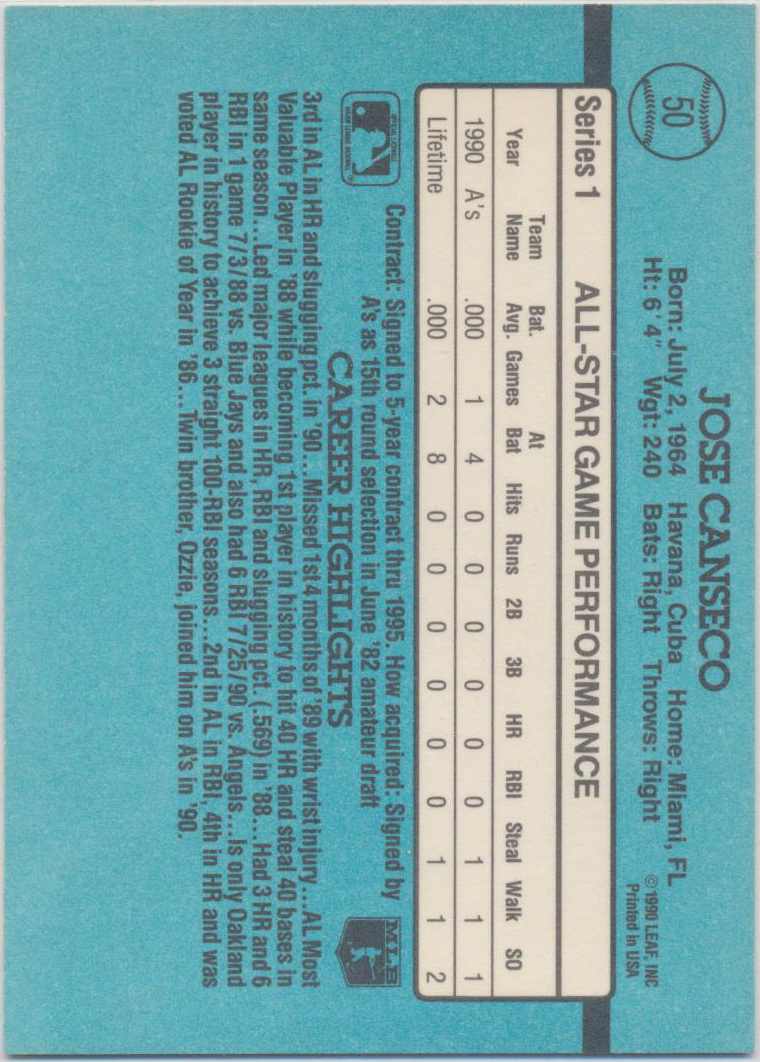 50
JOSE CANSECO
Born: July 2, 1964 Havana, Cuba Home: Miami, FL
Ht: 6'4" Wgt: 240 Bats: Right Throws: Right
© 1990 LEAF, INC
Printed in USA
Series 1 ALL-STAR GAME PERFORMANCE
Year Team Name Bat. Avg. Games At Bat Hits Runs 2B 3B HR RBI Steal Walk SO
1990 A's .000 1 4 0 0 0 0 0 0 1 1 1
Lifetime .000 2 8 0 0 0 0 0 0 1 1 2
Contract: Signed to 5-year contract thru 1995. How acquired: Signed by
A's as 15th round selection in June '82 amateur draft
MLB
CAREER HIGHLIGHTS
3rd in AL in HR and slugging pct. in '90...Missed 1st 4 months of '89 with wrist injury...AL Most
Valuable Player in '88 while becoming 1st player in history to hit 40 HR and steal 40 bases in
same season...Led major leagues in HR, RBI and slugging pct. (.569) in '88...Had 3 HR and 6
RBI in 1 game 7/3/88 vs. Blue Jays and also had 6 RBI 7/25/90 vs. Angels...Is only Oakland
player in history to achieve 3 straight 100-RBI seasons...2nd in AL in RBI, 4th in HR and was
voted AL Rookie of Year in '86...Twin brother, Ozzie, joined him on A's in '90.